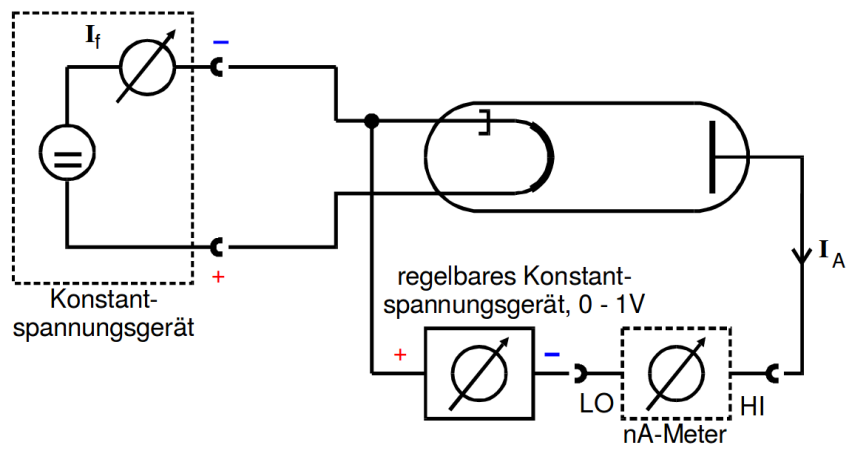 If
−
+
Konstant-
spannungsgerät
regelbares Konstant-
spannungsgerät, 0 - 1V
+
−
LO
HI
nA-Meter
IA